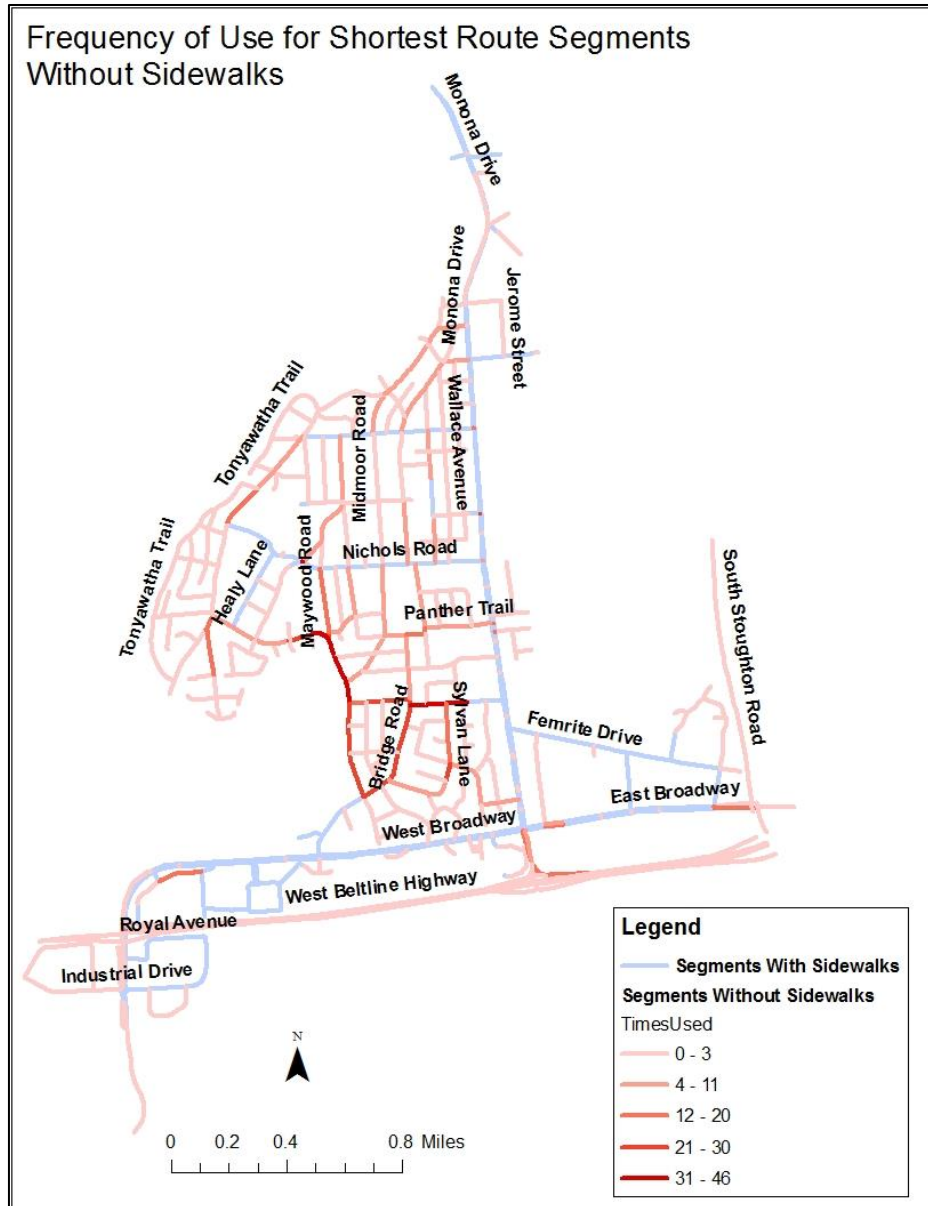 Frequency of Use for Shortest Route Segments
Without Sidewalks
Monona Drive
Monona Drive
Jerome Street
Tonyawatha Trail
Wallace Avenue
Midmoor Road
Tonyawatha Trail
Maywood Road
Nichols Road
Healy Lane
Panther Trail
South Stoughton Road
Sylvan Lane
Bridge Road
Femrite Drive
East Broadway
West Broadway
West Beltline Highway
Royal Avenue
Industrial Drive
N
0 0.2 0.4 0.8 Miles
Legend
Segments With Sidewalks
Segments Without Sidewalks
TimesUsed
0 - 3
4 - 11
12 - 20
21 - 30
31 - 46